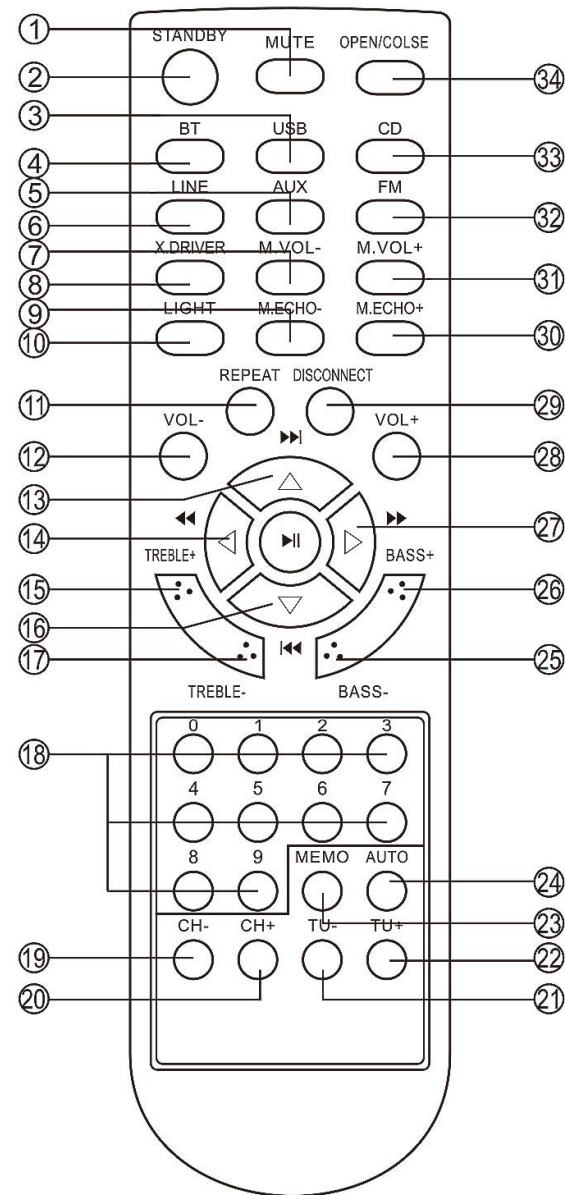 ① STANDBY MUTE OPEN/COLSE
② ㉞
③ BT USB CD
④ ㉝
⑤ LINE AUX FM
⑥ ㉜
⑦ X.DRIVER M.VOL- M.VOL+
⑧ ㉛
⑨ LIGHT M.ECHO- M.ECHO+
⑩ ㉚
REPEAT DISCONNECT
⑪ ㉙
VOL- VOL+
⑫ ㉘
⑬
⑭ ㉗
TREBLE+ BASS+
⑮ ㉖
⑯
⑰ ㉕
TREBLE- BASS-
0 1 2 3
⑱
4 5 6 7
8 9 MEMO AUTO
㉔
㉓
CH- CH+ TU- TU+
⑲ ㉒
⑳ ㉑